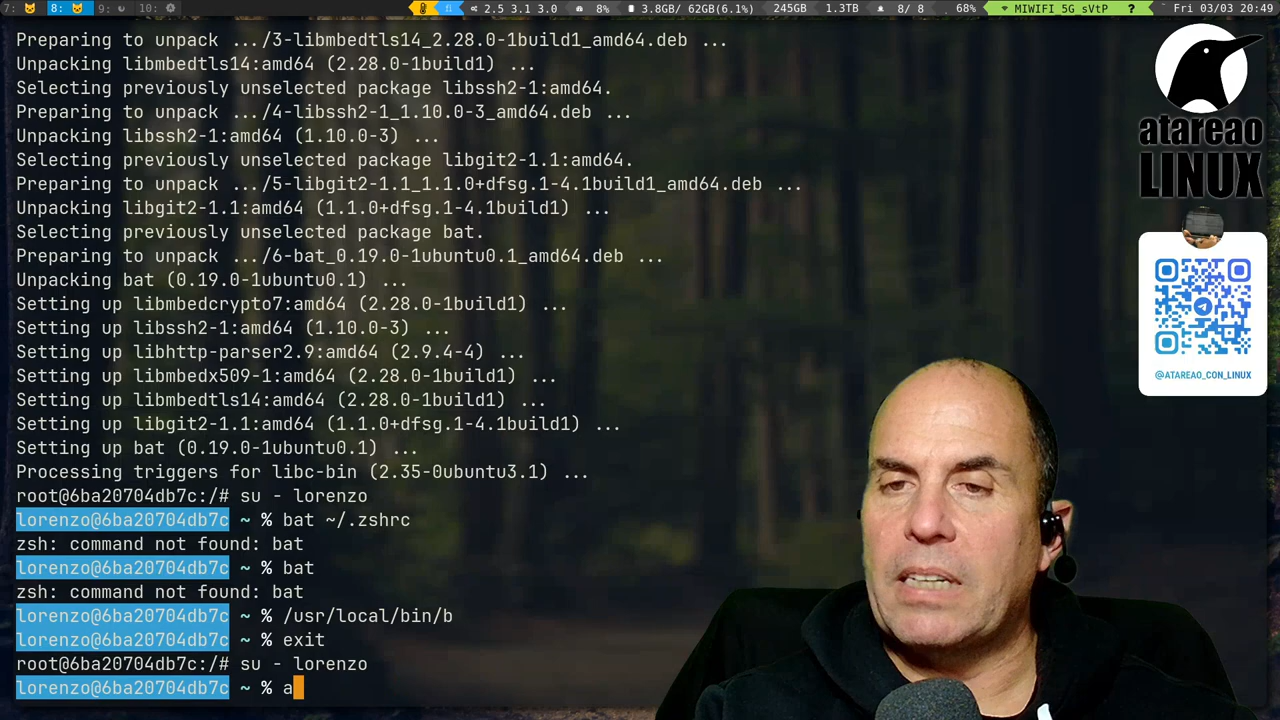 7: 8: 9: 10: 2.5 3.1 3.0 8% 3.8GB/ 62GB(6.1%) 245GB 1.3TB 8/ 8 68% MIWIFI 5G sVtP ? Fri 03/03 20:49
Preparing to unpack .../3-libmbedtls14_2.28.0-1build1_amd64.deb ...
Unpacking libmbedtls14:amd64 (2.28.0-1build1) ...
Selecting previously unselected package libssh2-1:amd64.
Preparing to unpack .../4-libssh2-1_1.10.0-3_amd64.deb ...
Unpacking libssh2-1:amd64 (1.10.0-3) ...
Selecting previously unselected package libgit2-1.1:amd64.
Preparing to unpack .../5-libgit2-1.1_1.1.0+dfsg.1-4.1build1_amd64.deb ...
Unpacking libgit2-1.1:amd64 (1.1.0+dfsg.1-4.1build1) ...
Selecting previously unselected package bat.
Preparing to unpack .../6-bat_0.19.0-1ubuntu0.1_amd64.deb ...
Unpacking bat (0.19.0-1ubuntu0.1) ...
Setting up libmbedcrypto7:amd64 (2.28.0-1build1) ...
Setting up libssh2-1:amd64 (1.10.0-3) ...
Setting up libhttp-parser2.9:amd64 (2.9.4-4) ...
Setting up libmbedx509-1:amd64 (2.28.0-1build1) ...
Setting up libmbedtls14:amd64 (2.28.0-1build1) ...
Setting up libgit2-1.1:amd64 (1.1.0+dfsg.1-4.1build1) ...
Setting up bat (0.19.0-1ubuntu0.1) ...
Processing triggers for libc-bin (2.35-0ubuntu3.1) ...
root@6ba20704db7c:/# su - lorenzo
lorenzo@6ba20704db7c ~ % bat ~/.zshrc
zsh: command not found: bat
lorenzo@6ba20704db7c ~ % bat
zsh: command not found: bat
lorenzo@6ba20704db7c ~ % /usr/local/bin/b
lorenzo@6ba20704db7c ~ % exit
root@6ba20704db7c:/# su - lorenzo
lorenzo@6ba20704db7c ~ % a
atareao
LINUX
@ATAREAO_CON_LINUX